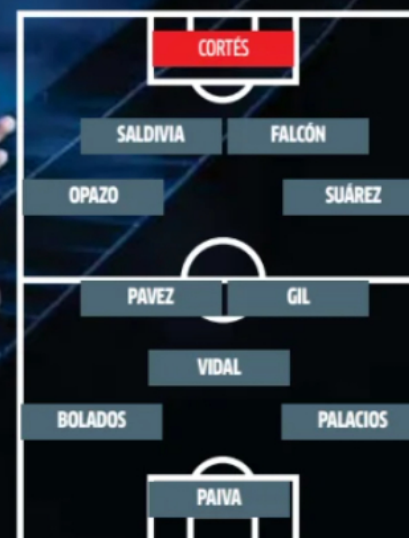 CORTÉS
SALDIVIA FALCÓN
OPAZO SUÁREZ
PAVEZ GIL
VIDAL
BOLADOS PALACIOS
PAIVA